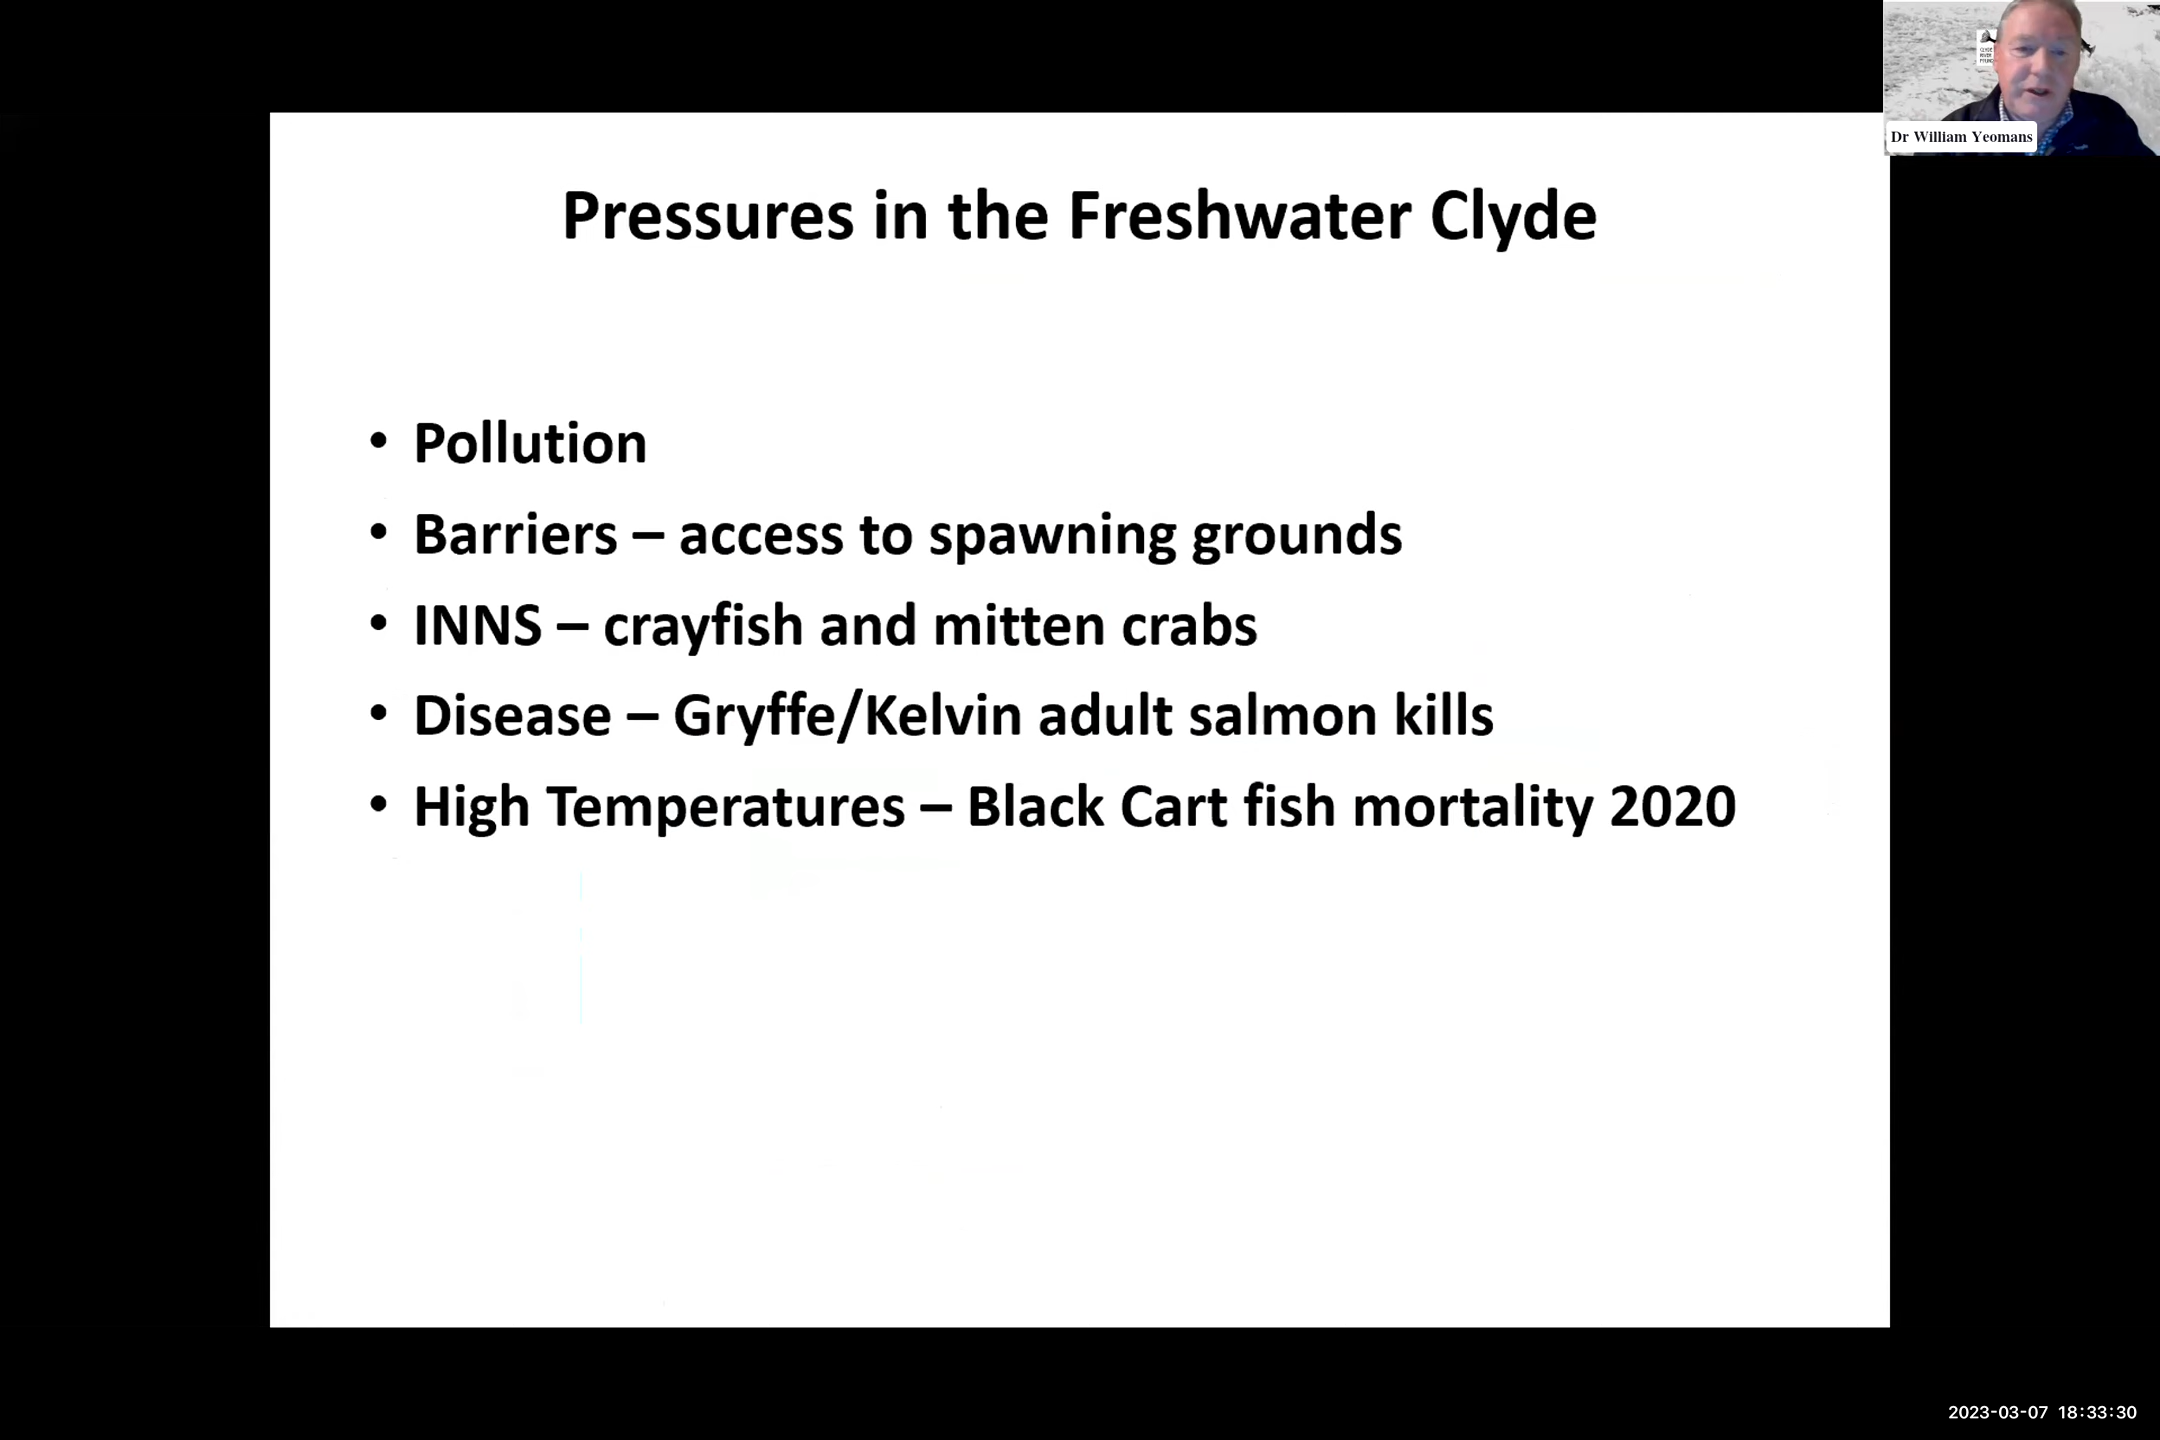 Dr William Yeomans
Pressures in the Freshwater Clyde
• Pollution
• Barriers – access to spawning grounds
• INNS – crayfish and mitten crabs
• Disease – Gryffe/Kelvin adult salmon kills
• High Temperatures – Black Cart fish mortality 2020
2023-03-07 18:33:30